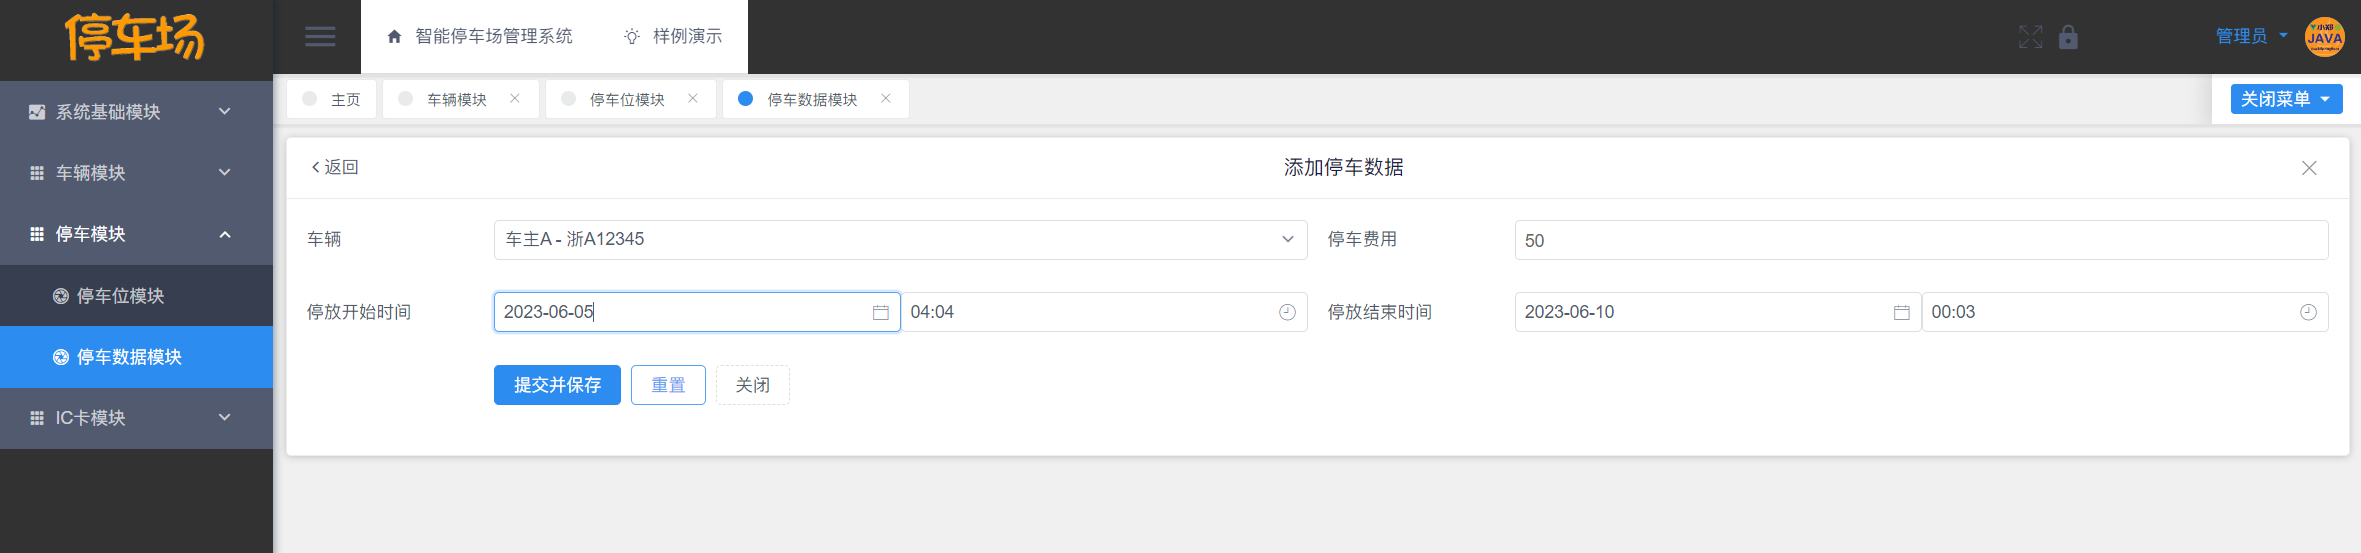 停车场
智能停车场管理系统
样例演示
管理员
小郑
JAVA
主页
车辆模块
停车位模块
停车数据模块
关闭菜单
系统基础模块
车辆模块
停车模块
停车位模块
停车数据模块
IC卡模块
返回
添加停车数据
车辆
车主A - 浙A12345
停车费用
50
停放开始时间
2023-06-05
04:04
停放结束时间
2023-06-10
00:03
提交并保存
重置
关闭